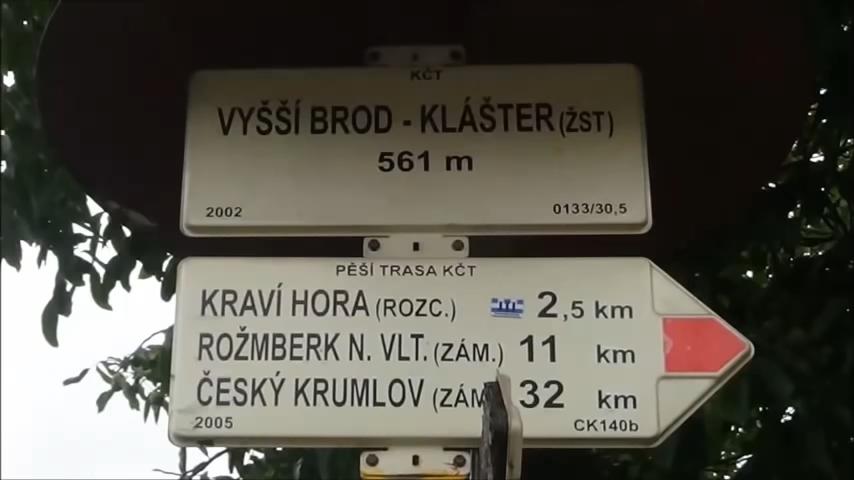 KČT
VYŠŠÍ BROD - KLÁŠTER (ŽST)
561 m
2002 0133/30,5
PĚŠÍ TRASA KČT
KRAVÍ HORA (ROZC.) 2,5 km
ROŽMBERK N. VLT. (ZÁM.) 11 km
ČESKÝ KRUMLOV (ZÁM 32 km
2005 CK140b